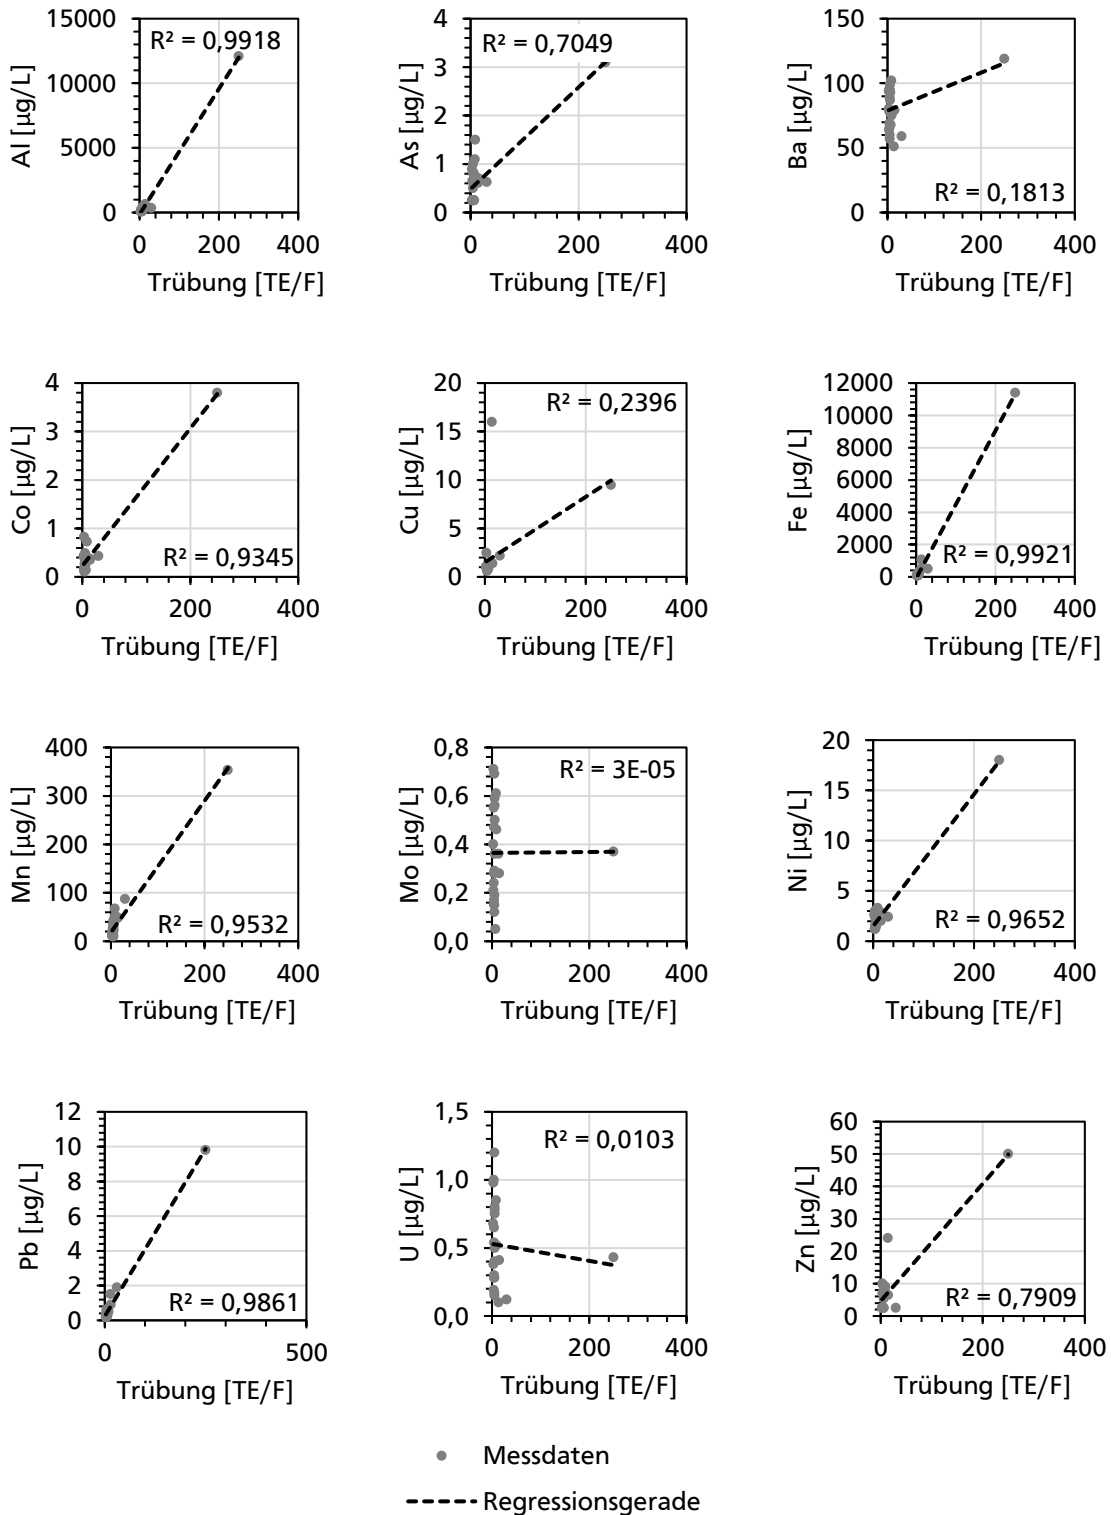 Al [µg/L]
15000
10000
5000
0
R² = 0,9918
0 200 400
Trübung [TE/F]
As [µg/L]
4
3
2
1
0
R² = 0,7049
0 200 400
Trübung [TE/F]
Ba [µg/L]
150
100
50
0
R² = 0,1813
0 200 400
Trübung [TE/F]
Co [µg/L]
4
3
2
1
0
R² = 0,9345
0 200 400
Trübung [TE/F]
Cu [µg/L]
20
15
10
5
0
R² = 0,2396
0 200 400
Trübung [TE/F]
Fe [µg/L]
12000
10000
8000
6000
4000
2000
0
R² = 0,9921
0 200 400
Trübung [TE/F]
Mn [µg/L]
400
300
200
100
0
R² = 0,9532
0 200 400
Trübung [TE/F]
Mo [µg/L]
0,8
0,6
0,4
0,2
0,0
R² = 3E-05
0 200 400
Trübung [TE/F]
Ni [µg/L]
20
15
10
5
0
R² = 0,9652
0 200 400
Trübung [TE/F]
Pb [µg/L]
12
10
8
6
4
2
0
R² = 0,9861
0 500
Trübung [TE/F]
U [µg/L]
1,5
1,0
0,5
0,0
R² = 0,0103
0 200 400
Trübung [TE/F]
Zn [µg/L]
60
50
40
30
20
10
0
R² = 0,7909
0 200 400
Trübung [TE/F]
Messdaten
Regressionsgerade